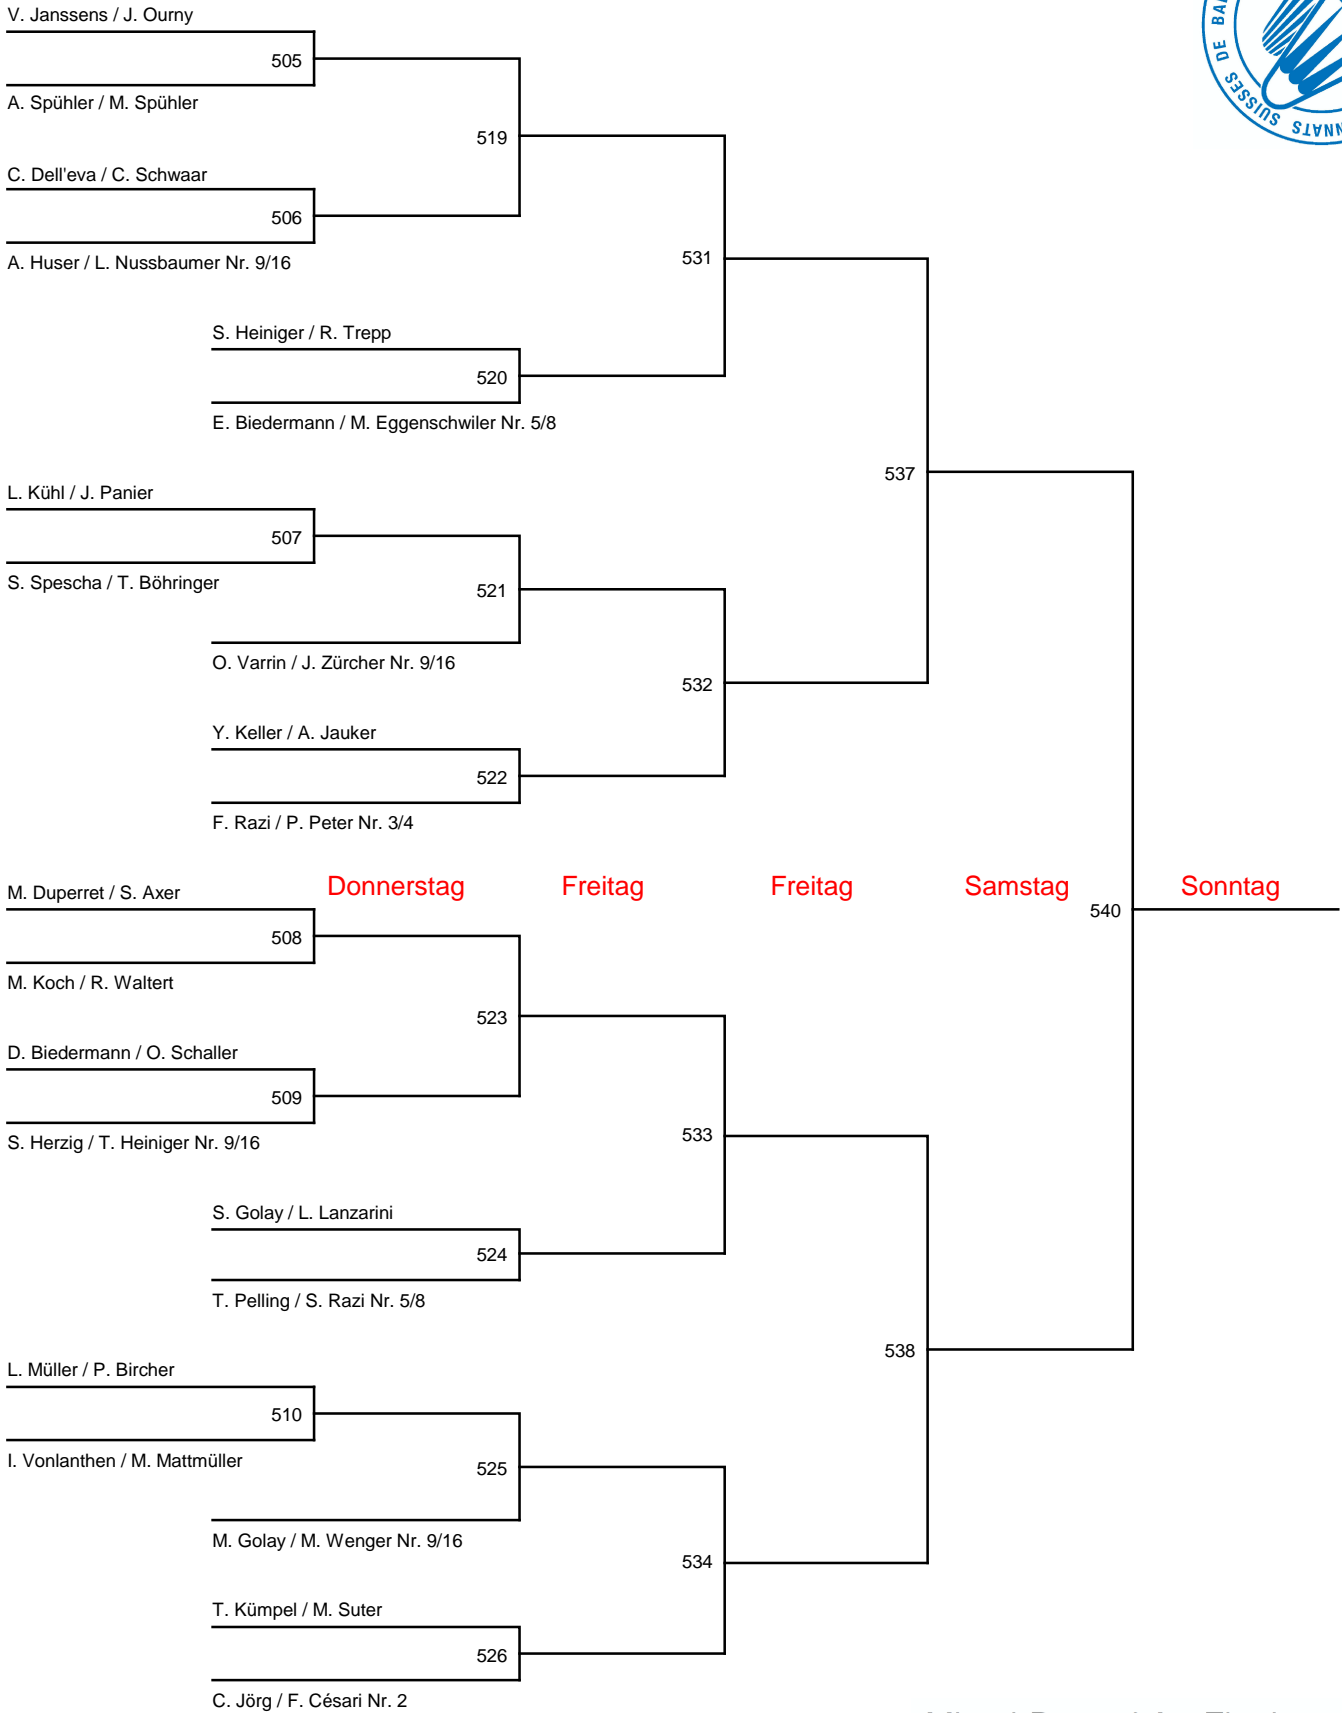 V. Janssens / J. Ourny
505
A. Spühler / M. Spühler
519
C. Dell'eva / C. Schwaar
506
A. Huser / L. Nussbaumer Nr. 9/16
531
S. Heiniger / R. Trepp
520
E. Biedermann / M. Eggenschwiler Nr. 5/8
537
L. Kühl / J. Panier
507
S. Spescha / T. Böhringer
521
O. Varrin / J. Zürcher Nr. 9/16
532
Y. Keller / A. Jauker
522
F. Razi / P. Peter Nr. 3/4
M. Duperret / S. Axer
Donnerstag Freitag Freitag Samstag Sonntag
540
508
M. Koch / R. Waltert
523
D. Biedermann / O. Schaller
509
S. Herzig / T. Heiniger Nr. 9/16
533
S. Golay / L. Lanzarini
524
T. Pelling / S. Razi Nr. 5/8
538
L. Müller / P. Bircher
510
I. Vonlanthen / M. Mattmüller
525
M. Golay / M. Wenger Nr. 9/16
534
T. Kümpel / M. Suter
526
C. Jörg / F. Césari Nr. 2
SUISSES DE